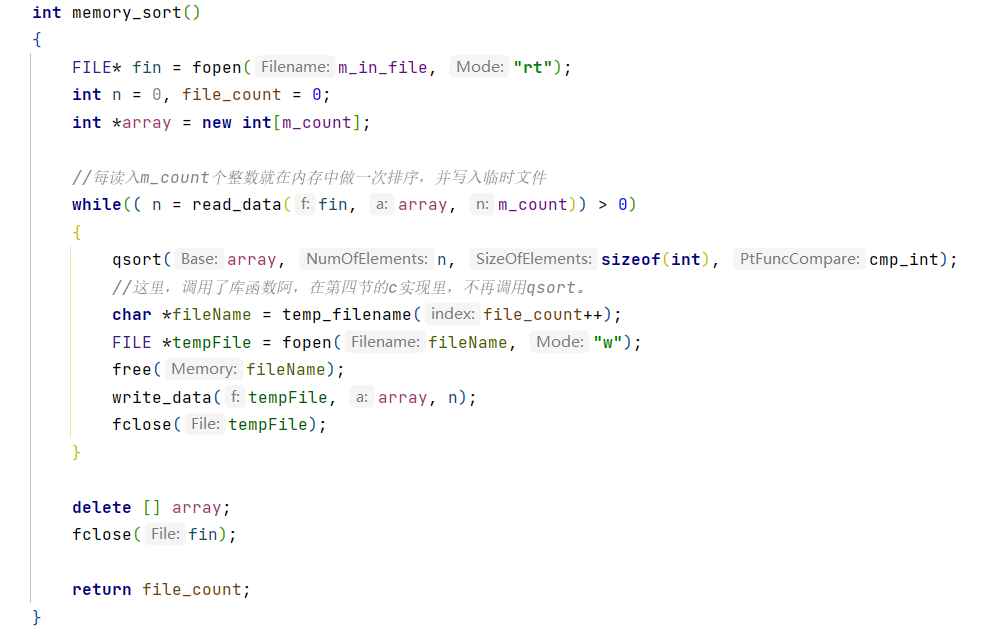 int memory_sort()
{
FILE* fin = fopen( Filename: m_in_file, Mode: "rt");
int n = 0, file_count = 0;
int *array = new int[m_count];
//每读入m_count个整数就在内存中做一次排序，并写入临时文件
while(( n = read_data( f: fin, a: array, n: m_count)) > 0)
{
qsort( Base: array, NumOfElements: n, SizeOfElements: sizeof(int), PtFuncCompare: cmp_int);
//这里，调用了库函数阿，在第四节的c实现里，不再调用qsort。
char *fileName = temp_filename( index: file_count++);
FILE *tempFile = fopen( Filename: fileName, Mode: "w");
free( Memory: fileName);
write_data( f: tempFile, a: array, n);
fclose( File: tempFile);
}
delete [] array;
fclose( File: fin);
return file_count;
}